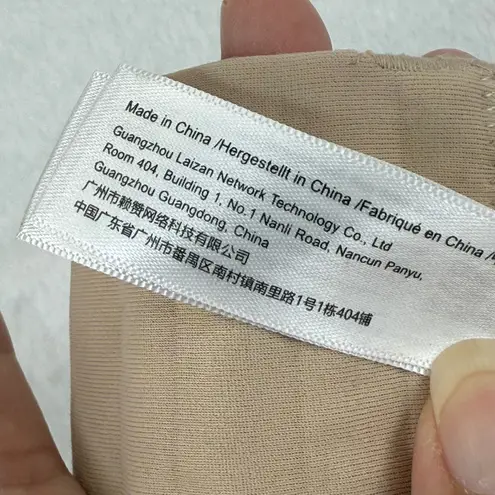 Made in China /Hergestellt in China /Fabriqué en China /
Guangzhou Laizan Network Technology Co., Ltd
Room 404, Building 1, No.1 Nanli Road, Nancun Panyu,
Guangzhou Guangdong, China
广州市赖赞网络科技有限公司
中国广东省广州市番禺区南村镇南里路1号1栋404铺